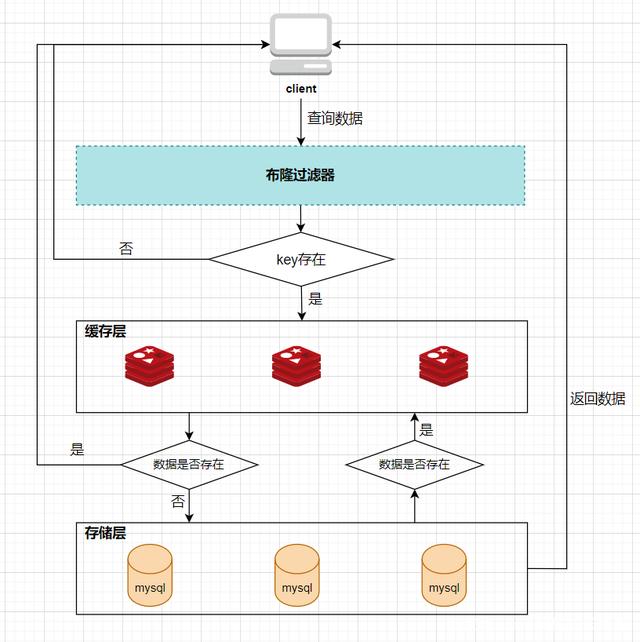 client
查询数据
布隆过滤器
否
key存在
是
缓存层
返回数据
是
是
数据是否存在
数据是否存在
否
存储层
mysql
mysql
mysql